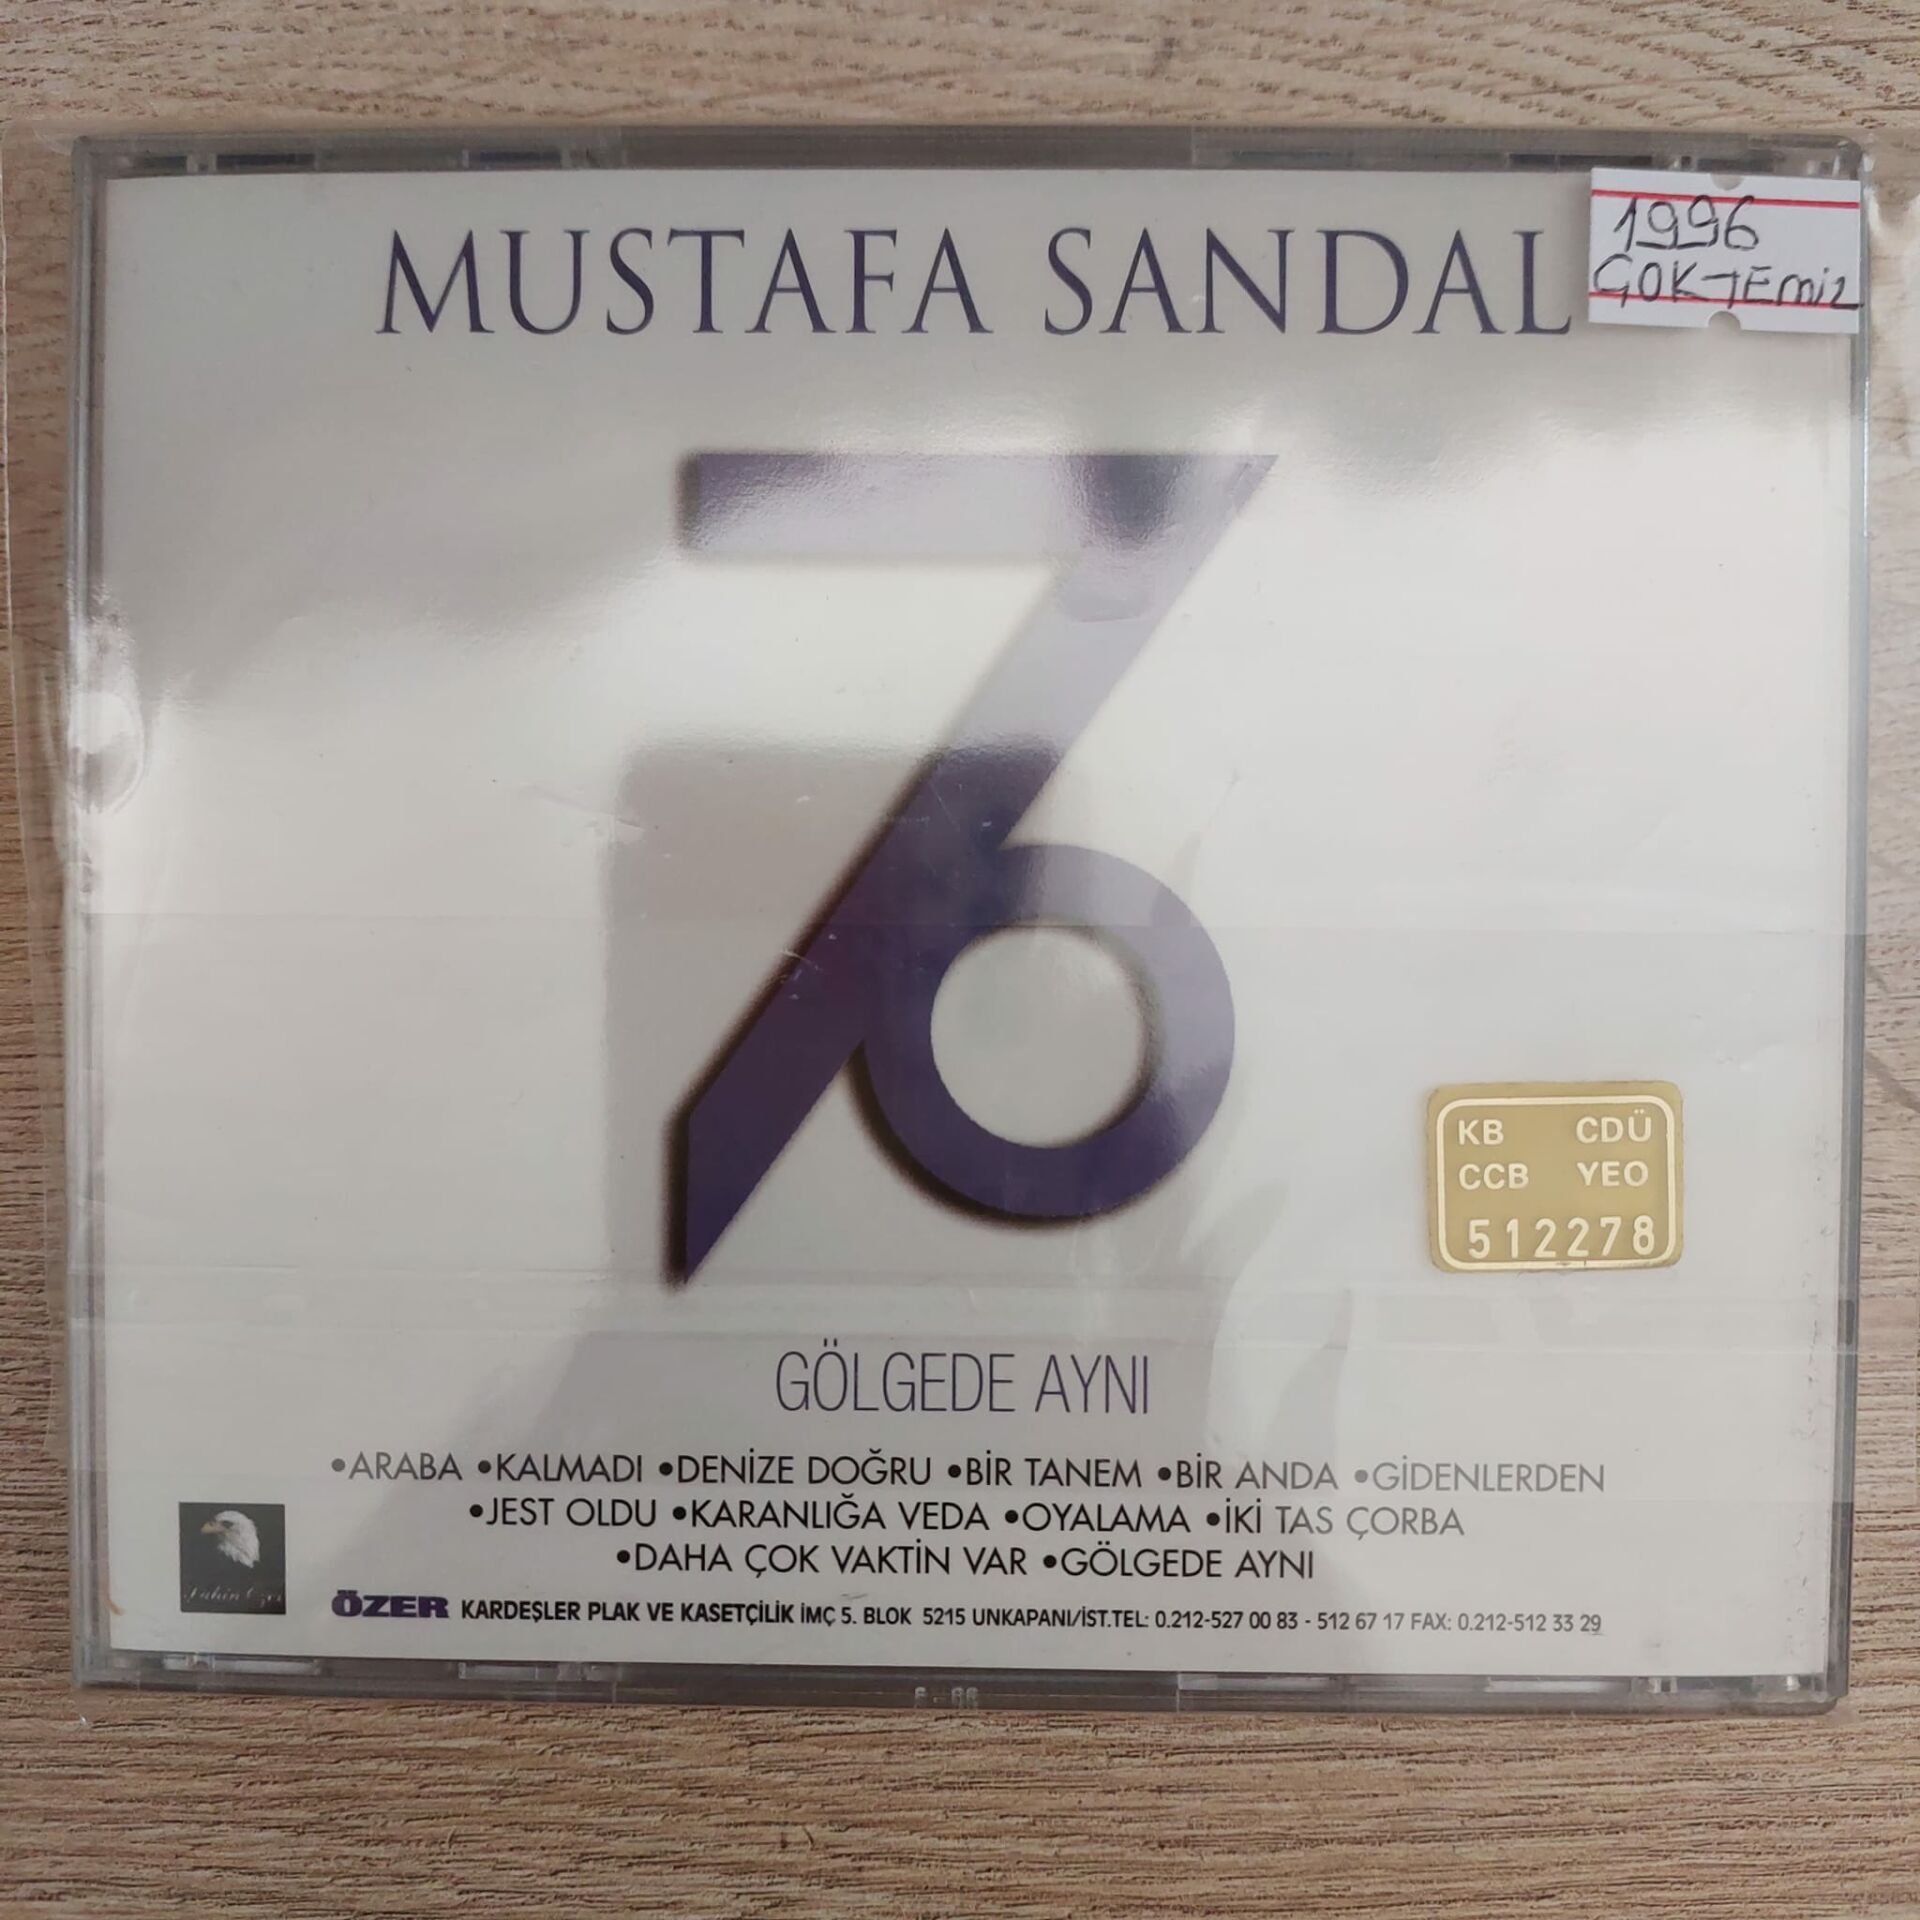 MUSTAFA SANDAL
1996
ÇOK TEMİZ
KB CDÜ
CCB YEO
512278
GÖLGEDE AYNI
•ARABA •KALMADI •DENİZE DOĞRU •BİR TANEM •BİR ANDA •GİDENLERDEN
•JEST OLDU •KARANLIĞA VEDA •OYALAMA •İKİ TAS ÇORBA
•DAHA ÇOK VAKTİN VAR •GÖLGEDE AYNI
ÖZER KARDEŞLER PLAK VE KASETÇİLİK İMÇ 5. BLOK 5215 UNKAPANI/İST.TEL: 0.212-527 00 83 - 512 67 17 FAX: 0.212-512 33 29